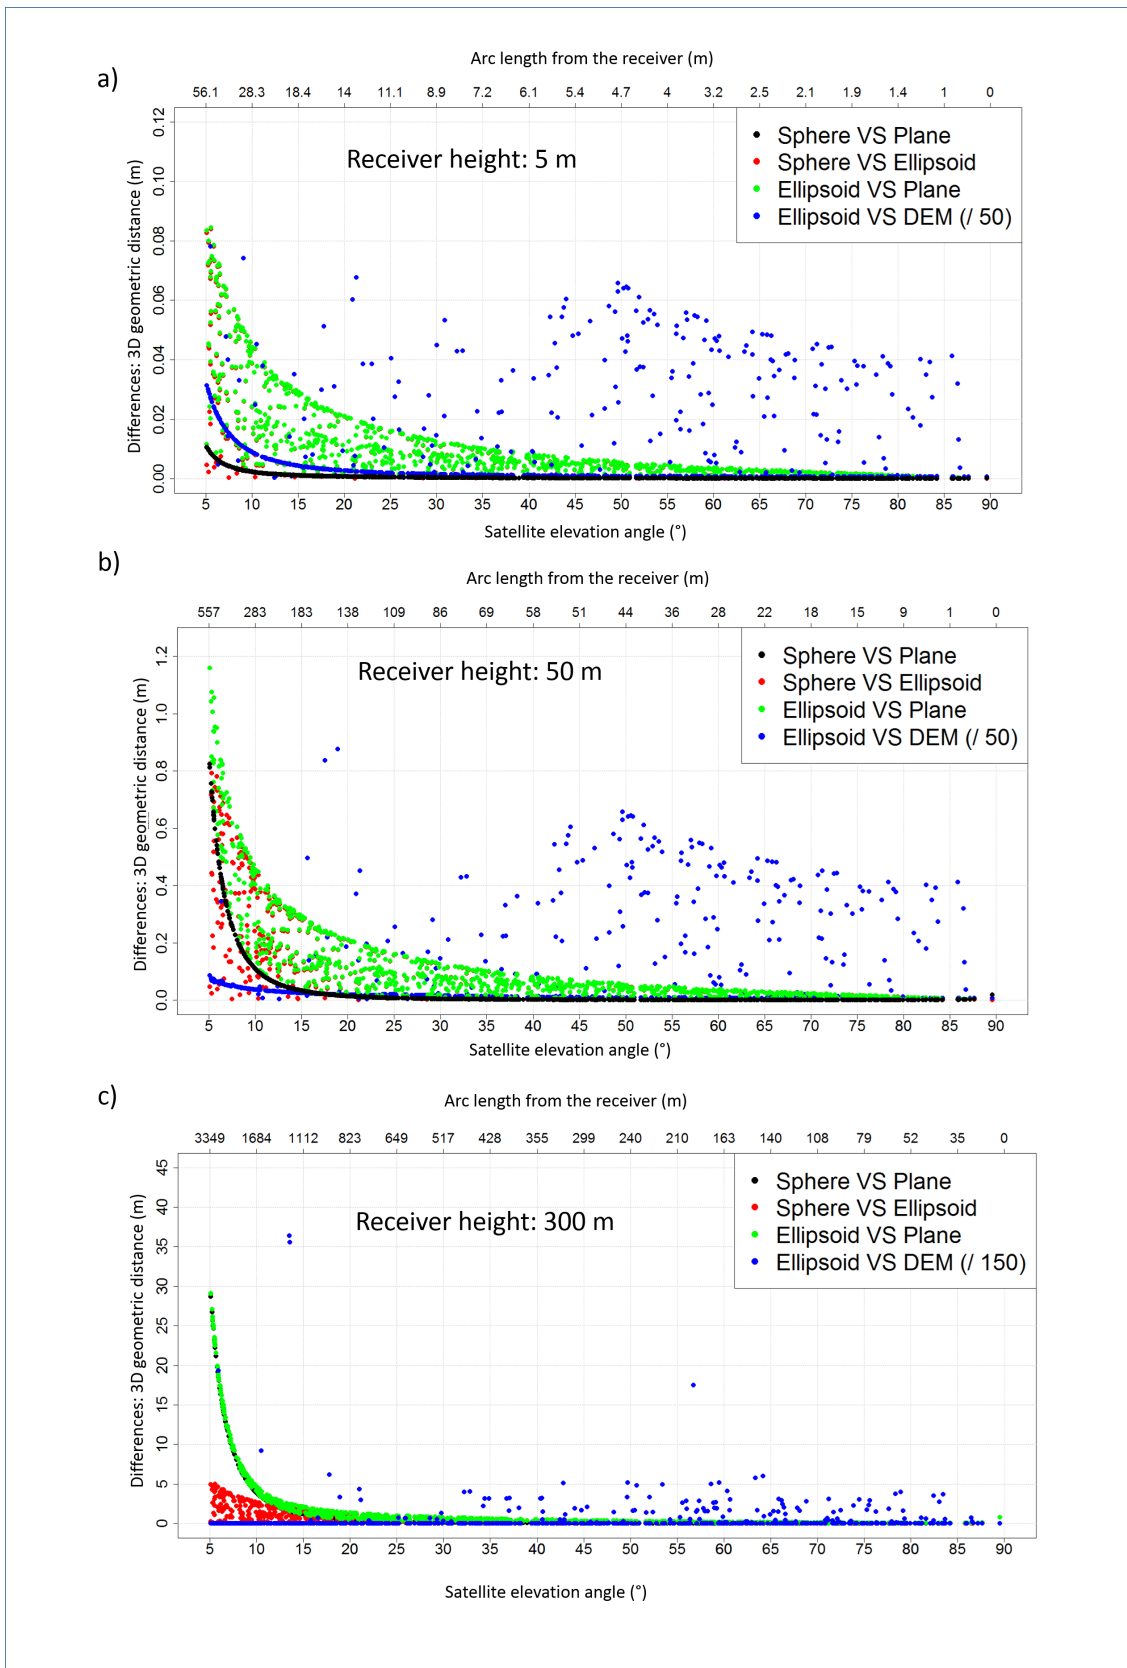 a)
Arc length from the receiver (m)
56.1 28.3 18.4 14 11.1 8.9 7.2 6.1 5.4 4.7 4 3.2 2.5 2.1 1.9 1.4 1 0
Receiver height: 5 m
Sphere VS Plane
Sphere VS Ellipsoid
Ellipsoid VS Plane
Ellipsoid VS DEM (/ 50)
Differences: 3D geometric distance (m)
0.12
0.10
0.08
0.06
0.04
0.02
0.00
5 10 15 20 25 30 35 40 45 50 55 60 65 70 75 80 85 90
Satellite elevation angle (°)
b)
Arc length from the receiver (m)
557 283 183 138 109 86 69 58 51 44 36 28 22 18 15 9 1 0
Receiver height: 50 m
Sphere VS Plane
Sphere VS Ellipsoid
Ellipsoid VS Plane
Ellipsoid VS DEM (/ 50)
Differences: 3D geometric distance (m)
1.2
1.0
0.8
0.6
0.4
0.2
0.0
5 10 15 20 25 30 35 40 45 50 55 60 65 70 75 80 85 90
Satellite elevation angle (°)
c)
Arc length from the receiver (m)
3349 1684 1112 823 649 517 428 355 299 240 210 163 140 108 79 52 35 0
Receiver height: 300 m
Sphere VS Plane
Sphere VS Ellipsoid
Ellipsoid VS Plane
Ellipsoid VS DEM (/ 150)
Differences: 3D geometric distance (m)
45
40
35
30
25
20
15
10
5
0
5 10 15 20 25 30 35 40 45 50 55 60 65 70 75 80 85 90
Satellite elevation angle (°)